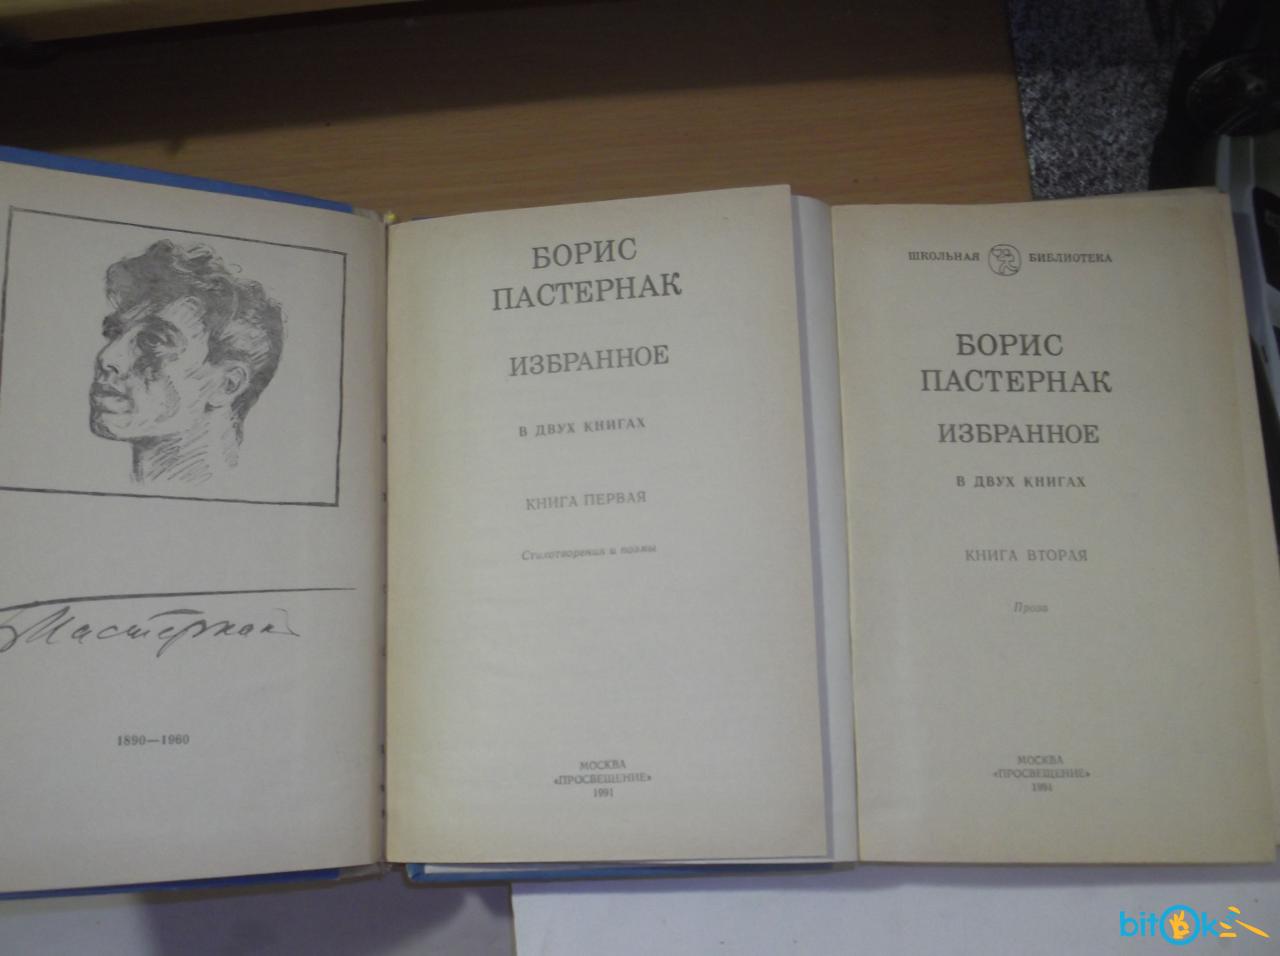 Б. Пастернак
1890—1960
БОРИС
ПАСТЕРНАК
ИЗБРАННОЕ
В ДВУХ КНИГАХ
КНИГА ПЕРВАЯ
Стихотворения и поэмы
МОСКВА
«ПРОСВЕЩЕНИЕ»
1991
ШКОЛЬНАЯ БИБЛИОТЕКА
БОРИС
ПАСТЕРНАК
ИЗБРАННОЕ
В ДВУХ КНИГАХ
КНИГА ВТОРАЯ
Проза
МОСКВА
«ПРОСВЕЩЕНИЕ»
1991
bitOk